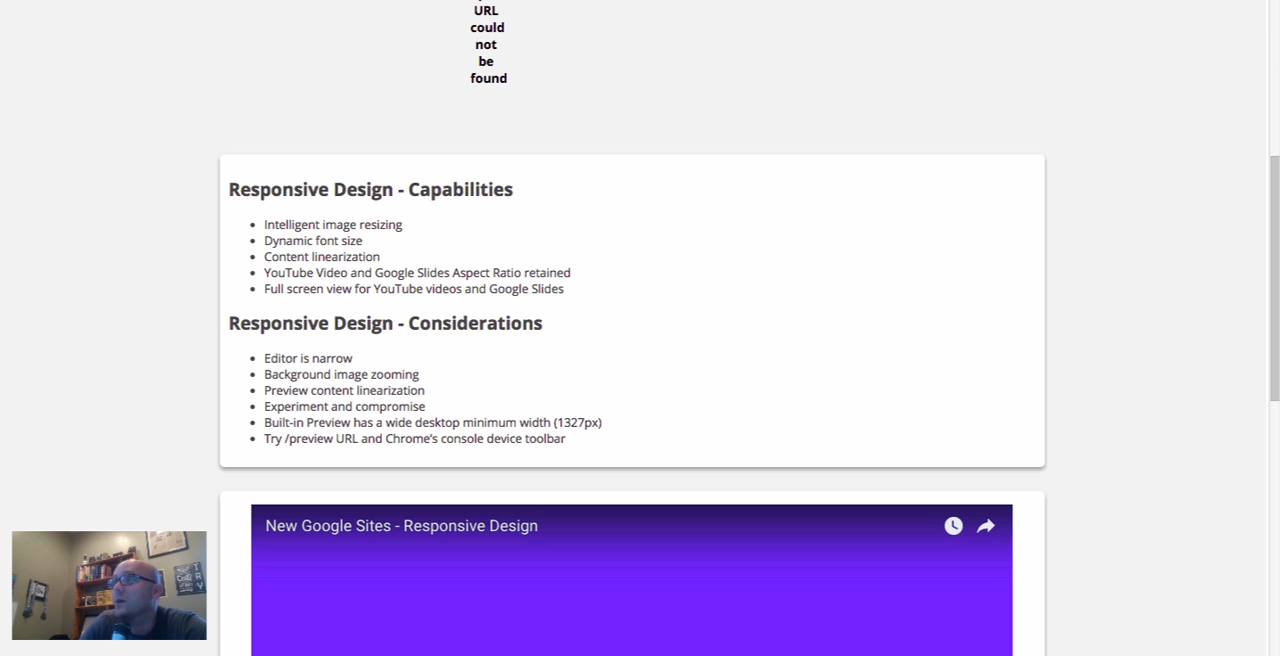 URL
could
not
be
found
Responsive Design - Capabilities
• Intelligent image resizing
• Dynamic font size
• Content linearization
• YouTube Video and Google Slides Aspect Ratio retained
• Full screen view for YouTube videos and Google Slides
Responsive Design - Considerations
• Editor is narrow
• Background image zooming
• Preview content linearization
• Experiment and compromise
• Built-in Preview has a wide desktop minimum width (1327px)
• Try /preview URL and Chrome's console device toolbar
New Google Sites - Responsive Design